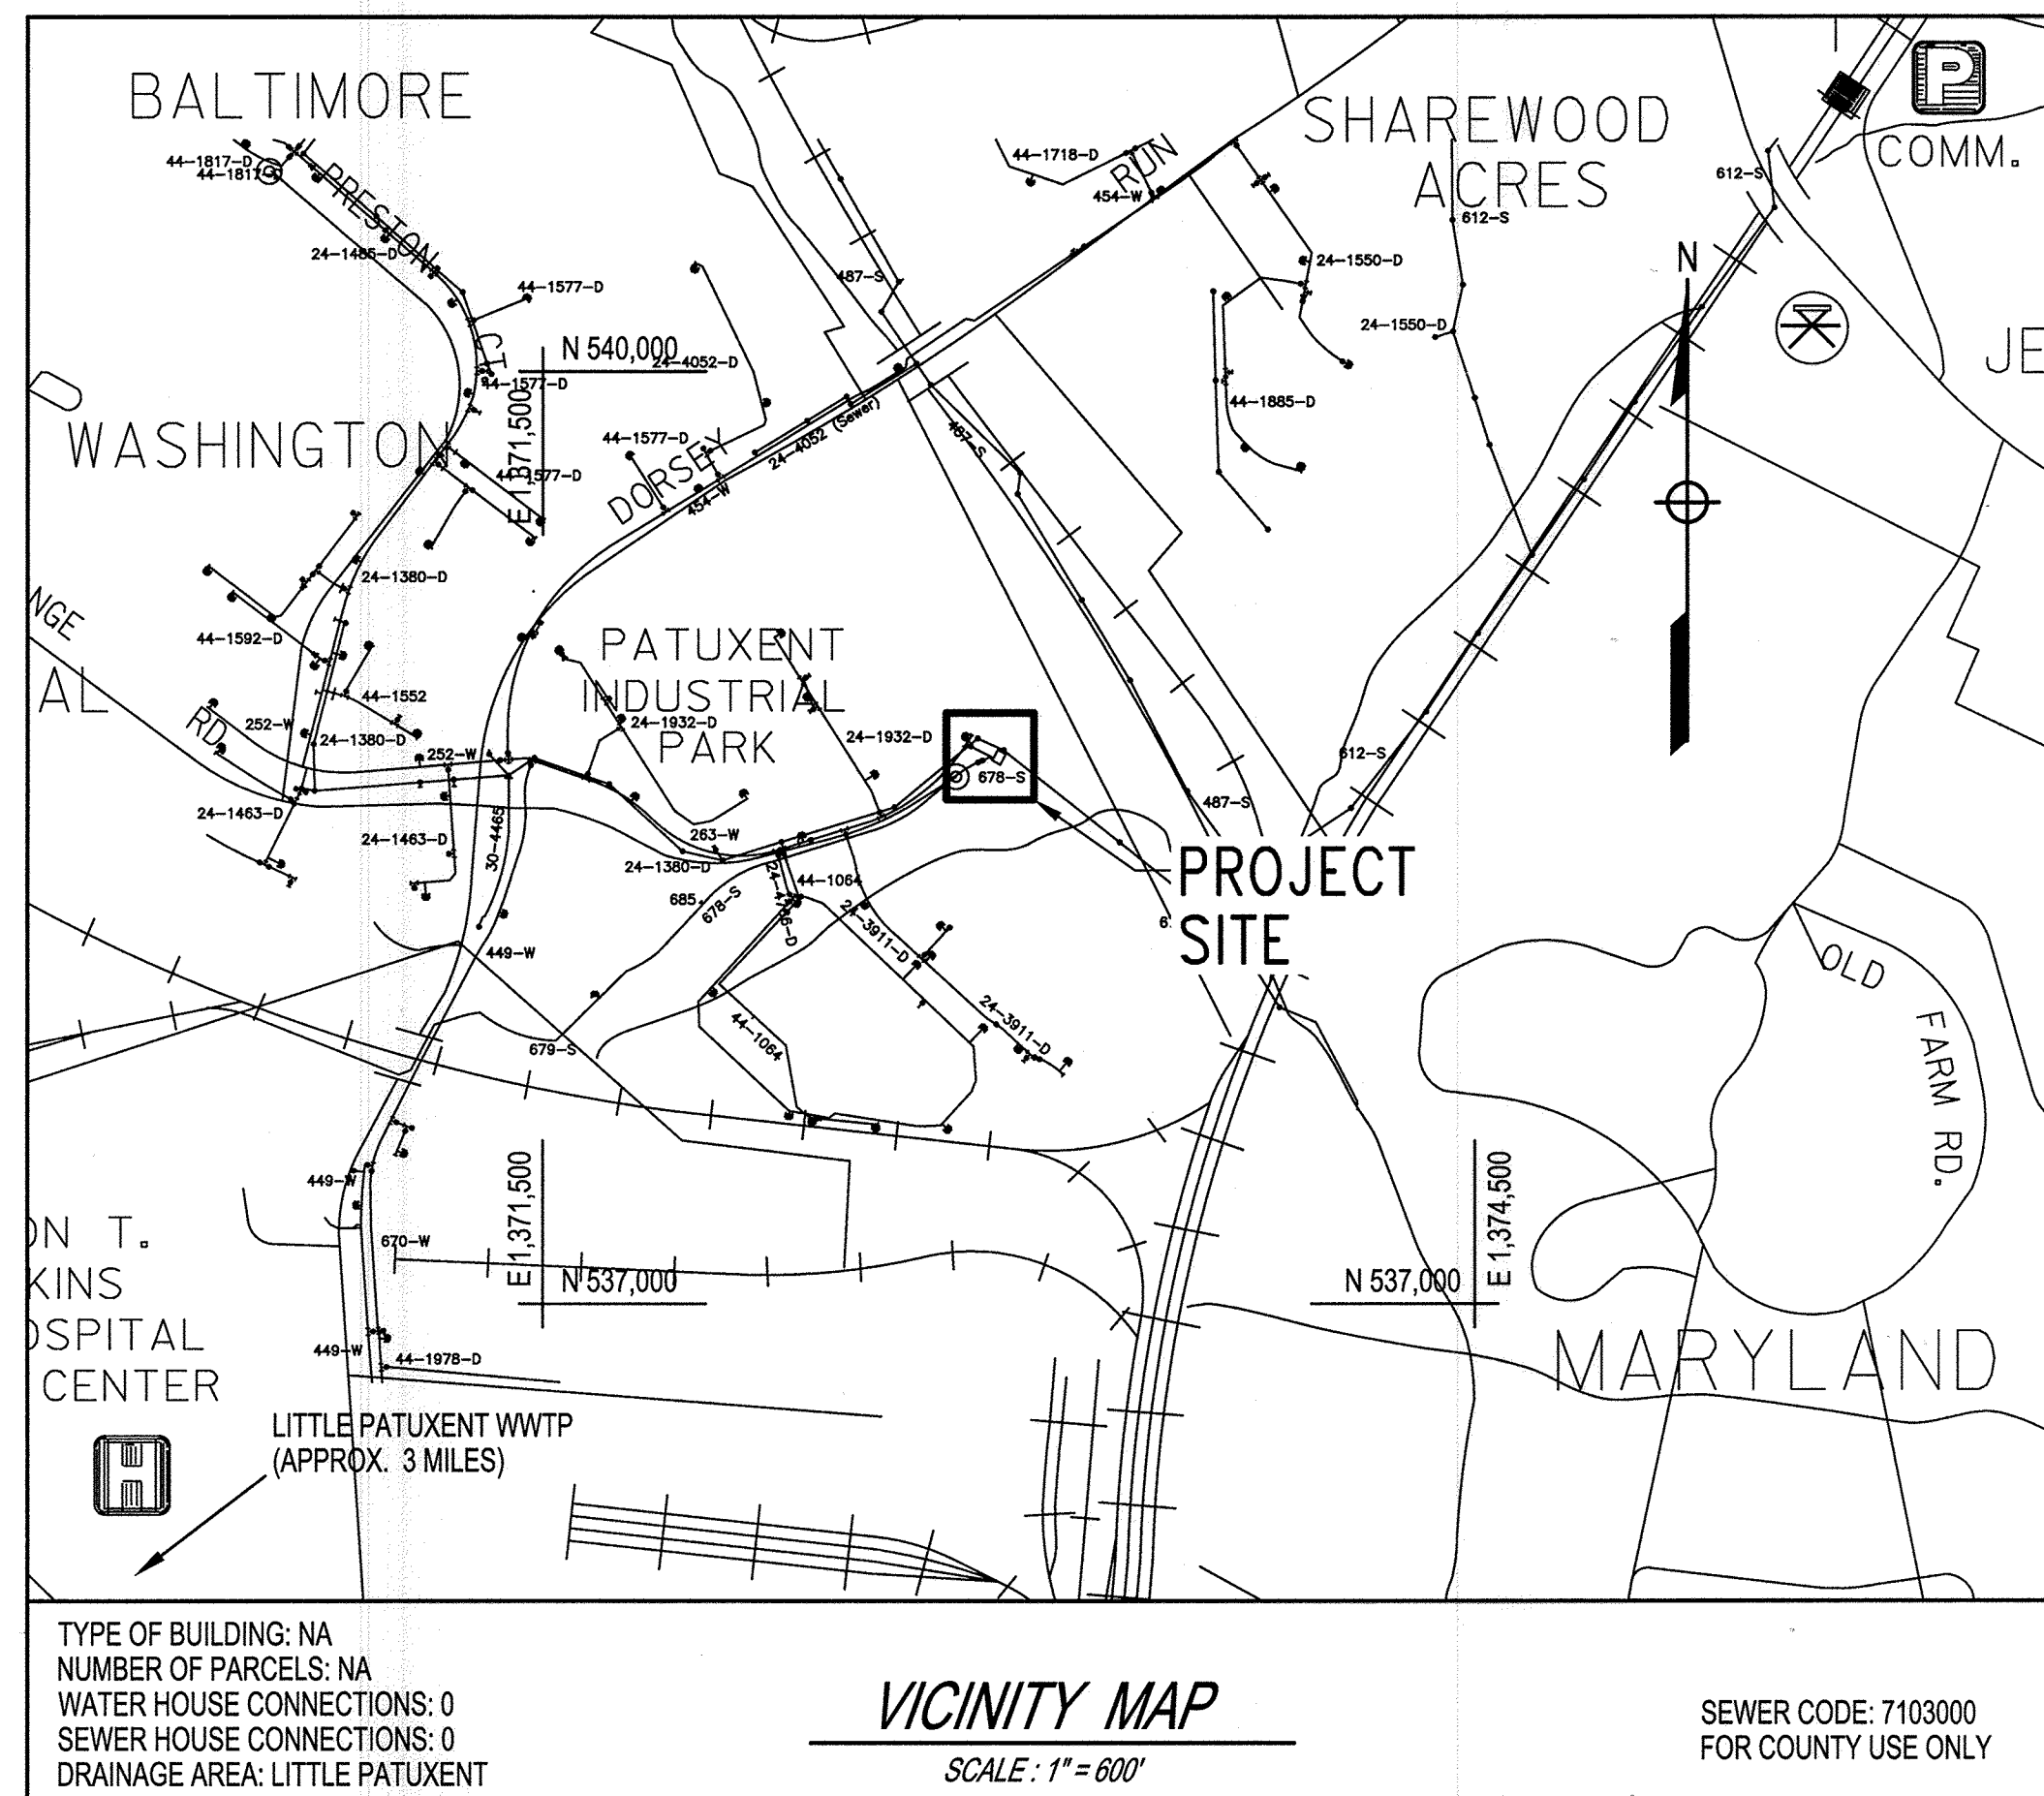 BALTIMORE
44-1817-D
44-1817
PRESTON
CT
24-1485-D
44-1577-D
N 540,000
24-4052-D
44-1577-D
E 1,371,500
WASHINGTON
44-1577-D
44-1577-D
DORSEY
454-W
24-4052 (Sewer)
487-S
487-S
44-1718-D
RUN
454-W
SHAREWOOD
ACRES
612-S
24-1550-D
24-1550-D
44-1885-D
612-S
P
COMM.
N
JE
24-1380-D
NGE
AL
44-1592-D
44-1552
RD.
252-W
24-1380-D
252-W
24-1463-D
24-1463-D
30-4465
PATUXENT
INDUSTRIAL
PARK
24-1932-D
24-1932-D
678-S
487-S
612-S
263-W
24-1380-D
44-1064
685
678-S
24-3911-D
24-3911-D
44-1064
449-W
679-S
PROJECT
SITE
6
OLD
FARM RD.
449-W
670-W
E 1,371,500
N 537,000
N 537,000
E 1,374,500
ON T.
KINS
OSPITAL
CENTER
H
449-W
44-1978-D
MARYLAND
LITTLE PATUXENT WWTP
(APPROX. 3 MILES)
TYPE OF BUILDING: NA
NUMBER OF PARCELS: NA
WATER HOUSE CONNECTIONS: 0
SEWER HOUSE CONNECTIONS: 0
DRAINAGE AREA: LITTLE PATUXENT
VICINITY MAP
SCALE : 1" = 600'
SEWER CODE: 7103000
FOR COUNTY USE ONLY